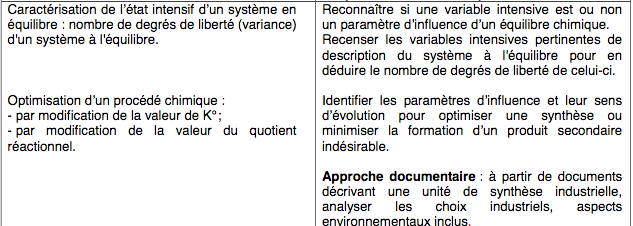 Caractérisation de l'état intensif d'un système en
équilibre : nombre de degrés de liberté (variance)
d'un système à l'équilibre.
Optimisation d'un procédé chimique :
- par modification de la valeur de K° ;
- par modification de la valeur du quotient
réactionnel.
Reconnaître si une variable intensive est ou non
un paramètre d'influence d'un équilibre chimique.
Recenser les variables intensives pertinentes de
description du système à l'équilibre pour en
déduire le nombre de degrés de liberté de celui-ci.
Identifier les paramètres d'influence et leur sens
d'évolution pour optimiser une synthèse ou
minimiser la formation d'un produit secondaire
indésirable.
Approche documentaire : à partir de documents
décrivant une unité de synthèse industrielle,
analyser les choix industriels, aspects
environnementaux inclus.